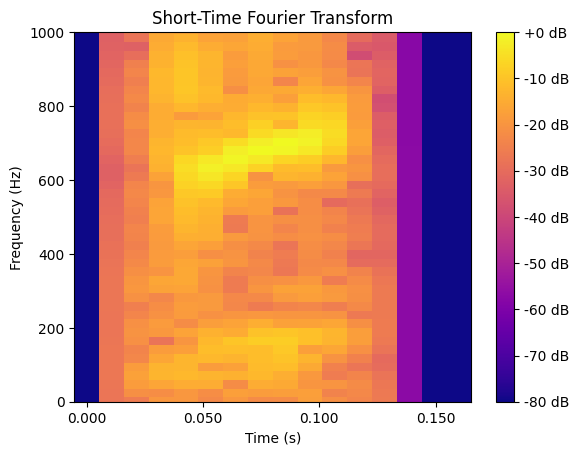 Short-Time Fourier Transform
1000
800
600
400
200
0
Frequency (Hz)
0.000
0.050
0.100
0.150
Time (s)
+0 dB
-10 dB
-20 dB
-30 dB
-40 dB
-50 dB
-60 dB
-70 dB
-80 dB